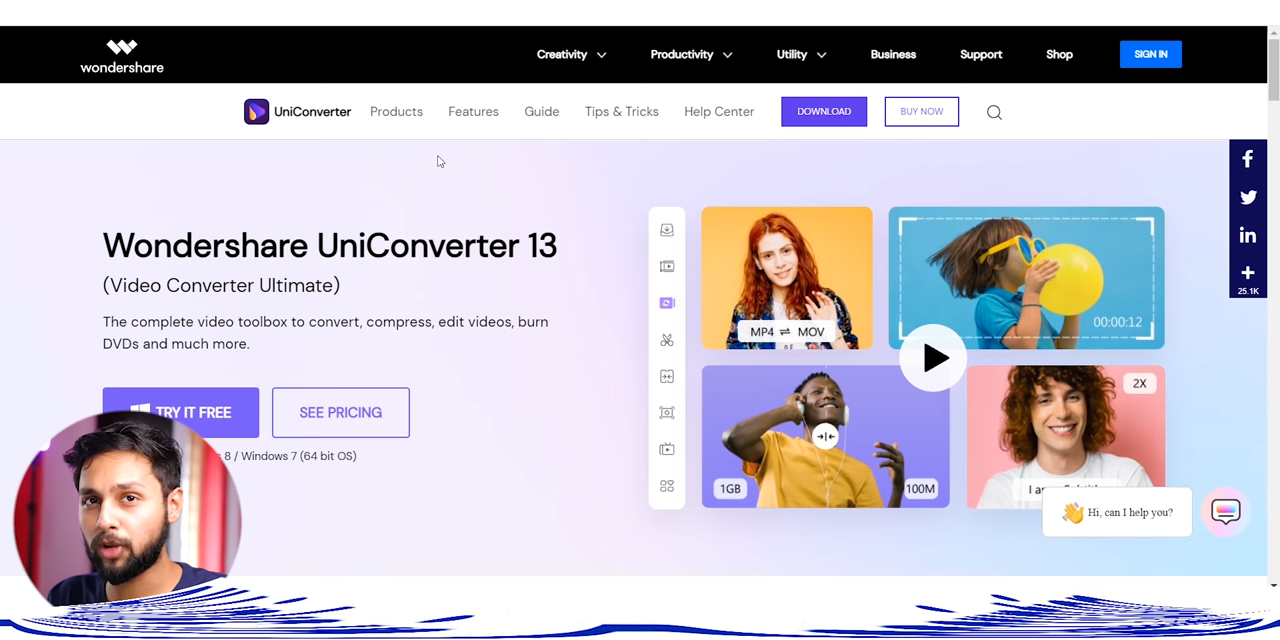 wondershare
Creativity
Productivity
Utility
Business
Support
Shop
SIGN IN
UniConverter
Products
Features
Guide
Tips & Tricks
Help Center
DOWNLOAD
BUY NOW
Wondershare UniConverter 13
(Video Converter Ultimate)
The complete video toolbox to convert, compress, edit videos, burn
DVDs and much more.
TRY IT FREE
SEE PRICING
8 / Windows 7 (64 bit OS)
MP4 ⇌ MOV
00:00:12
1GB
100M
2X
I am
Hi, can I help you?
25.1K